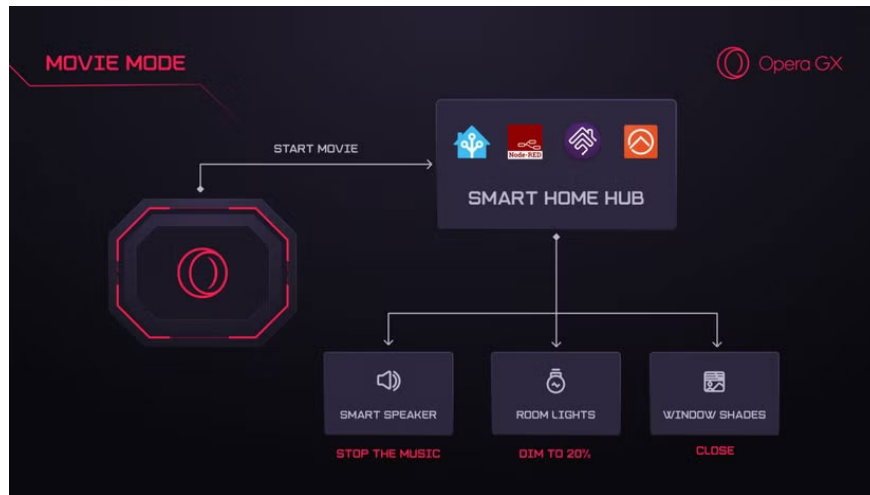 MOVIE MODE
Opera GX
START MOVIE
Node-RED
SMART HOME HUB
SMART SPEAKER
ROOM LIGHTS
WINDOW SHADES
STOP THE MUSIC
DIM TO 20%
CLOSE